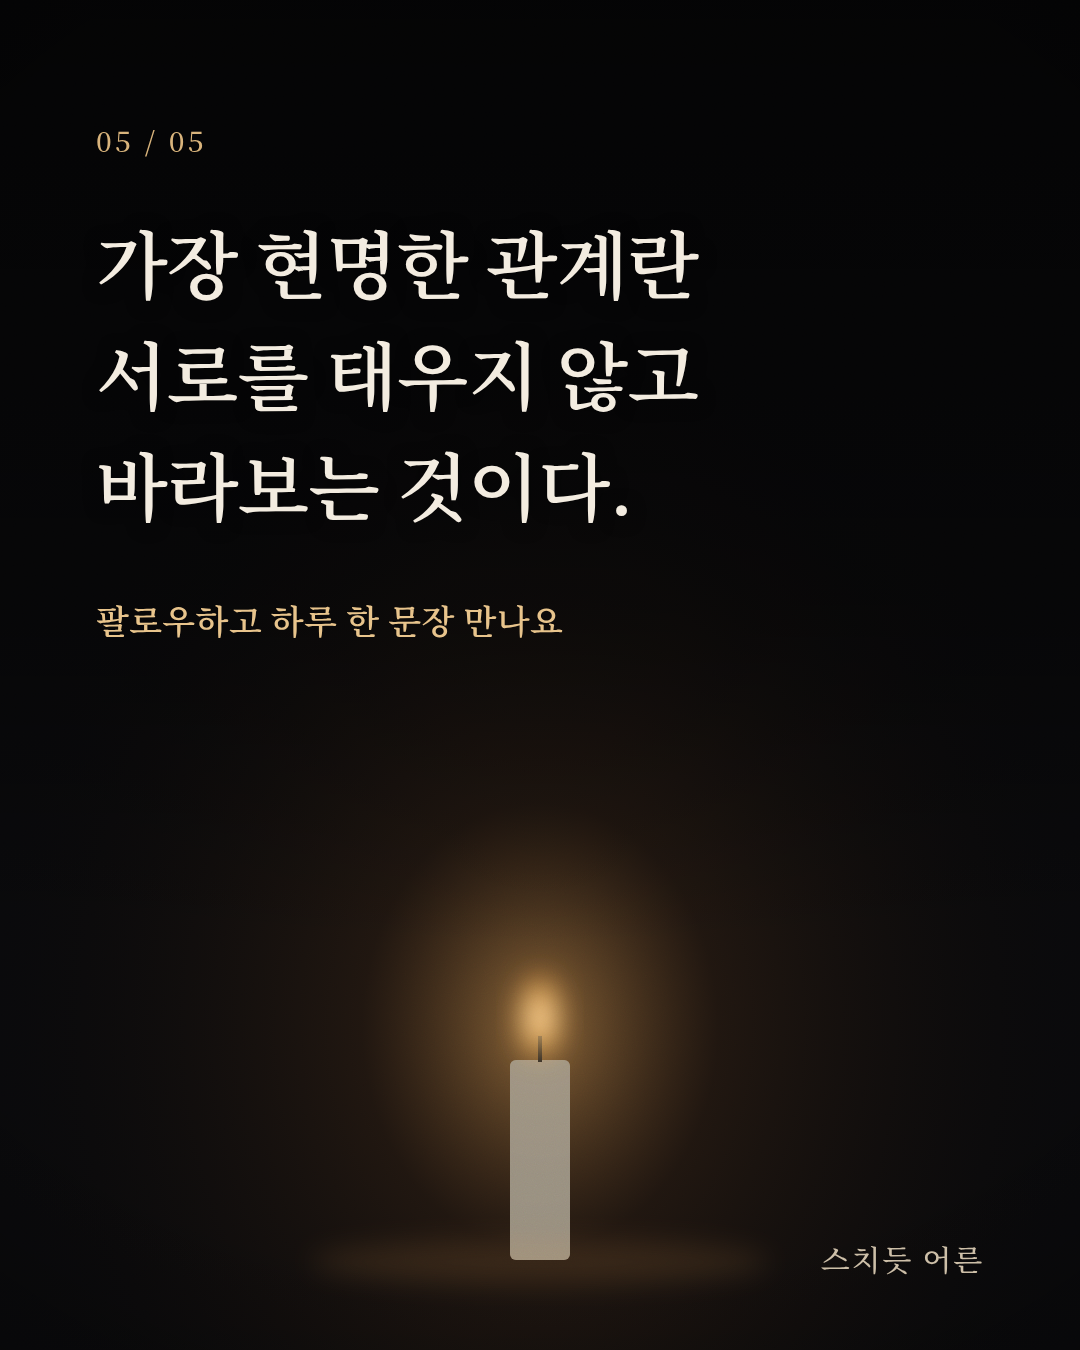 05 / 05
가장 현명한 관계란
서로를 태우지 않고
바라보는 것이다.
팔로우하고 하루 한 문장 만나요
스치듯 어른